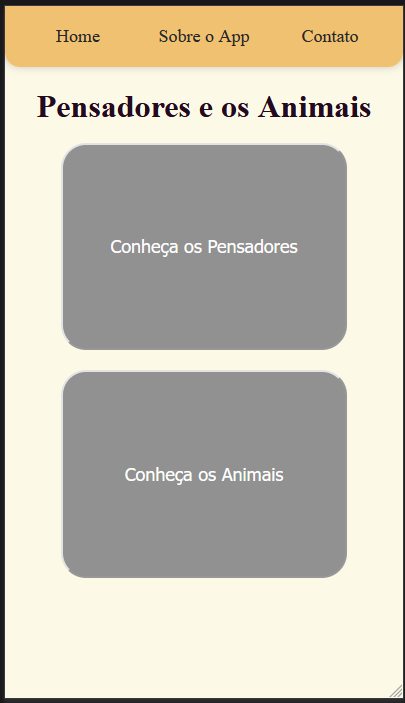 Home Sobre o App Contato
Pensadores e os Animais
Conheça os Pensadores
Conheça os Animais